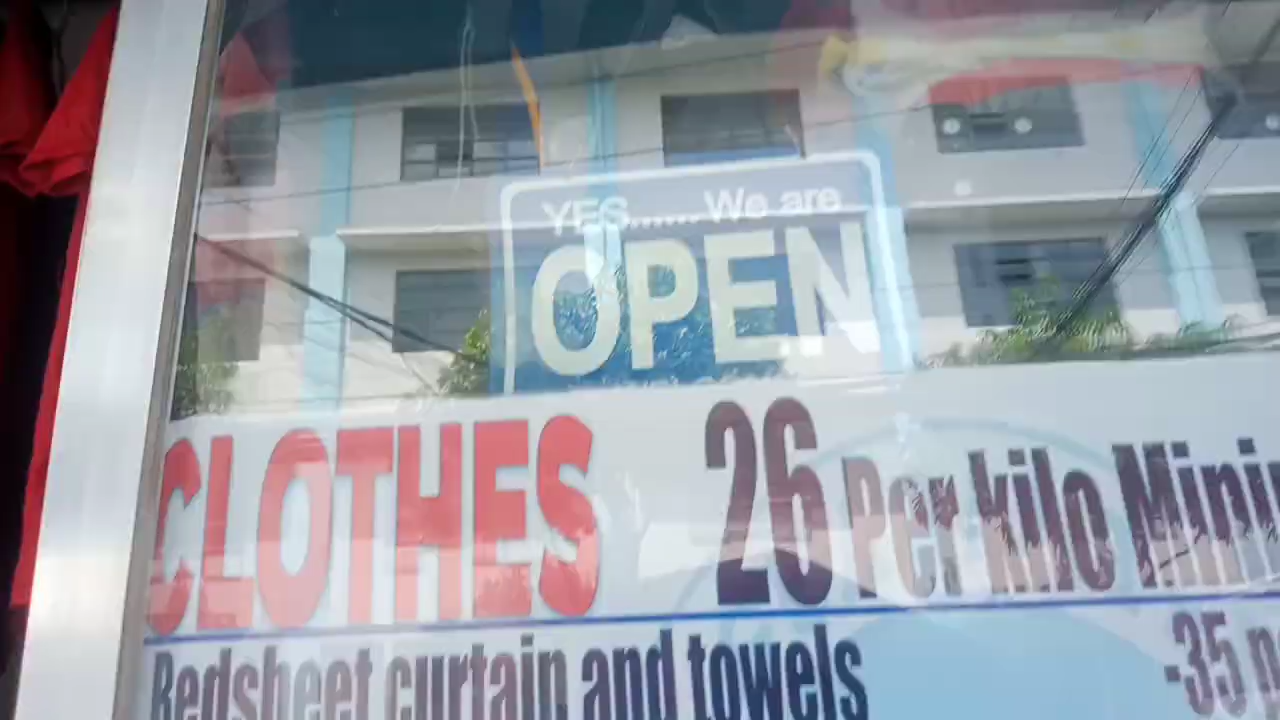 YES......We are
OPEN
CLOTHES 26 Per kilo Mini
Bedsheet curtain and towels -35 p